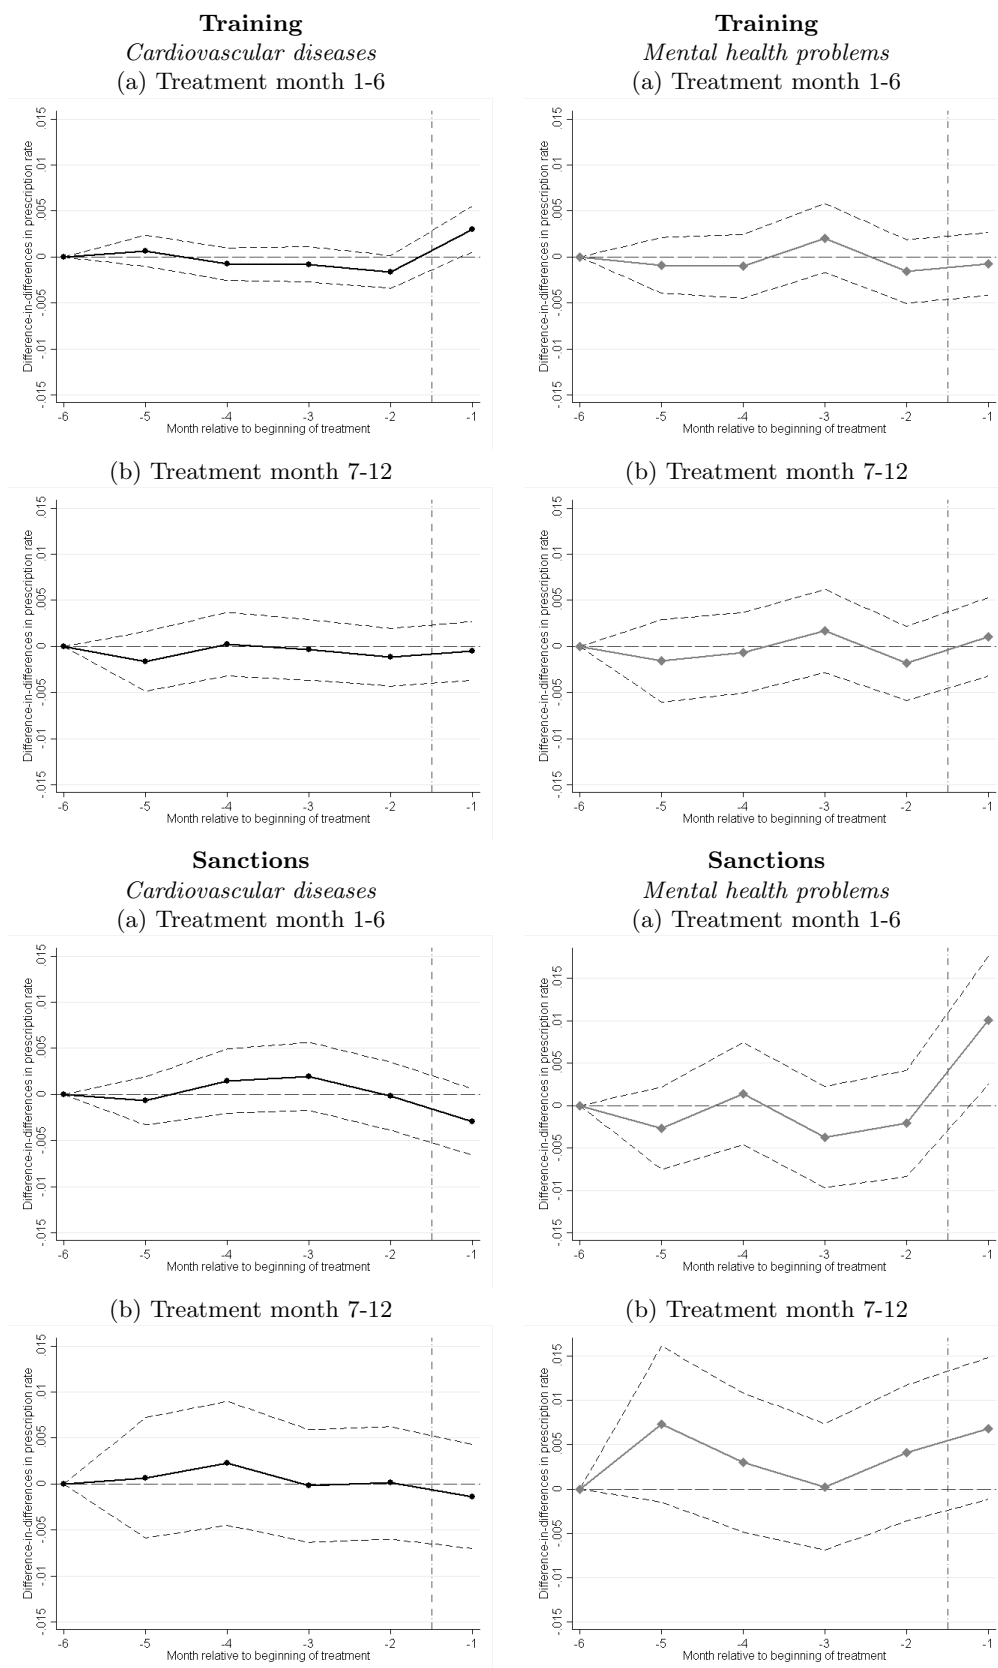 Training
Cardiovascular diseases
(a) Treatment month 1-6
Difference-in-differences in prescription rate
.015
.01
.005
0
-.005
-.01
-.015
-6 -5 -4 -3 -2 -1
Month relative to beginning of treatment
Training
Mental health problems
(a) Treatment month 1-6
Difference-in-differences in prescription rate
.015
.01
.005
0
-.005
-.01
-.015
-6 -5 -4 -3 -2 -1
Month relative to beginning of treatment
(b) Treatment month 7-12
Difference-in-differences in prescription rate
.015
.01
.005
0
-.005
-.01
-.015
-6 -5 -4 -3 -2 -1
Month relative to beginning of treatment
(b) Treatment month 7-12
Difference-in-differences in prescription rate
.015
.01
.005
0
-.005
-.01
-.015
-6 -5 -4 -3 -2 -1
Month relative to beginning of treatment
Sanctions
Cardiovascular diseases
(a) Treatment month 1-6
Difference-in-differences in prescription rate
.015
.01
.005
0
-.005
-.01
-.015
-6 -5 -4 -3 -2 -1
Month relative to beginning of treatment
Sanctions
Mental health problems
(a) Treatment month 1-6
Difference-in-differences in prescription rate
.015
.01
.005
0
-.005
-.01
-.015
-6 -5 -4 -3 -2 -1
Month relative to beginning of treatment
(b) Treatment month 7-12
Difference-in-differences in prescription rate
.015
.01
.005
0
-.005
-.01
-.015
-6 -5 -4 -3 -2 -1
Month relative to beginning of treatment
(b) Treatment month 7-12
Difference-in-differences in prescription rate
.015
.01
.005
0
-.005
-.01
-.015
-6 -5 -4 -3 -2 -1
Month relative to beginning of treatment